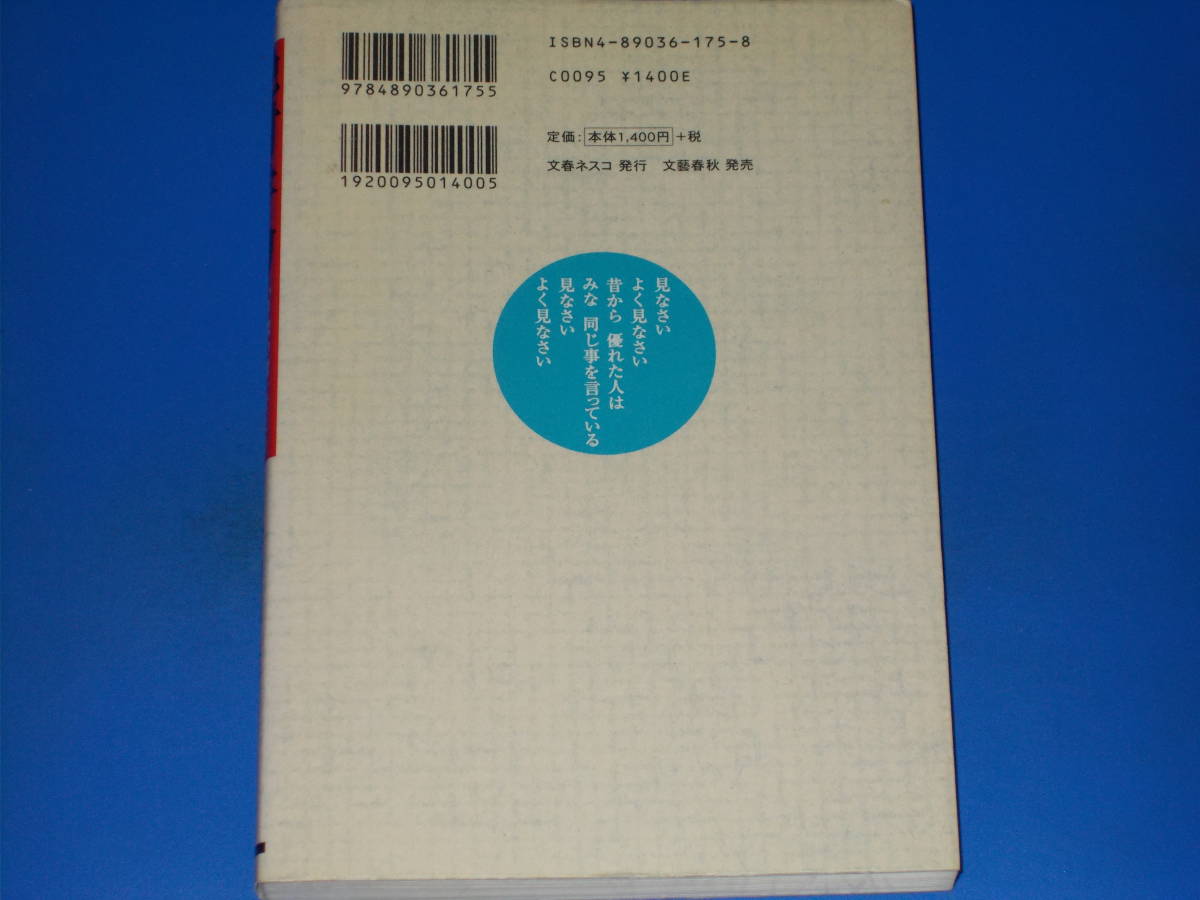 ISBN4-89036-175-8
C0095 ¥1400E
9784890361755
定価：本体1,400円+税
文春ネスコ 発行 文藝春秋 発売
1920095014005
見なさい
よく見なさい
昔から 優れた人は
みな 同じ事を言っている
見なさい
よく見なさい